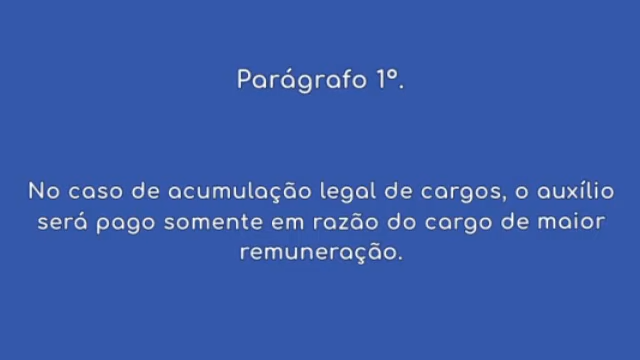 Parágrafo 1º.
No caso de acumulação legal de cargos, o auxílio
será pago somente em razão do cargo de maior
remuneração.